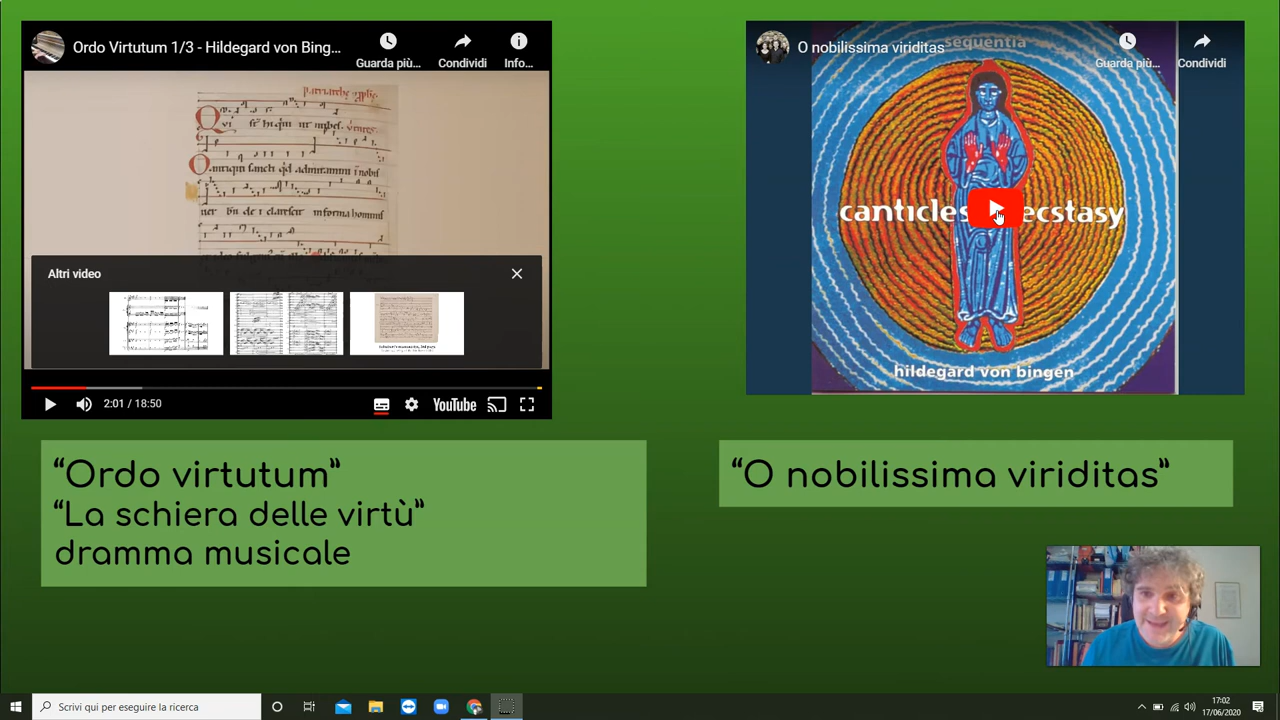 Ordo Virtutum 1/3 - Hildegard von Bing...
Guarda più...
Condividi
Info...
Altri video
2:01 / 18:50
YouTube
"Ordo virtutum"
"La schiera delle virtù"
dramma musicale
O nobilissima viriditas
sequentia
Guarda più...
Condividi
canticles ecstasy
hildegard von bingen
"O nobilissima viriditas"
Scrivi qui per eseguire la ricerca
17:02
17/06/2020